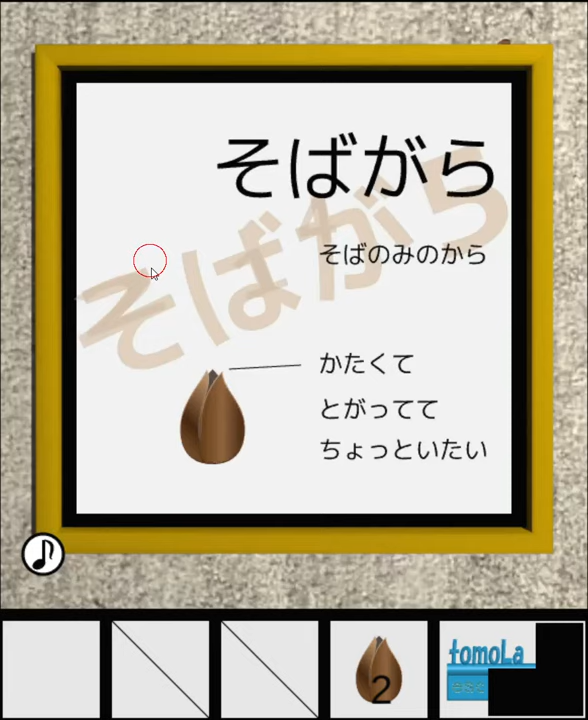 そばがら
そばがら
そばのみのから
かたくて
とがってて
ちょっといたい
2
tomoLa